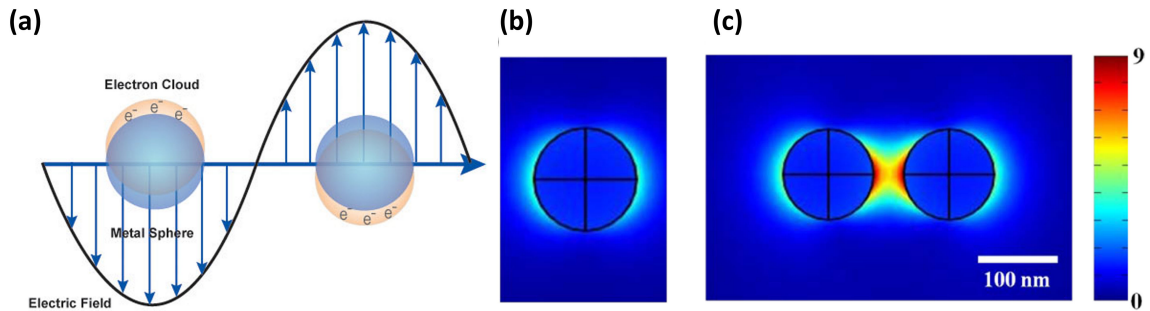 (a)
Electron Cloud
e⁻ e⁻ e⁻
Metal Sphere
e⁻ e⁻ e⁻
Electric Field
(b)
(c)
100 nm
9
0